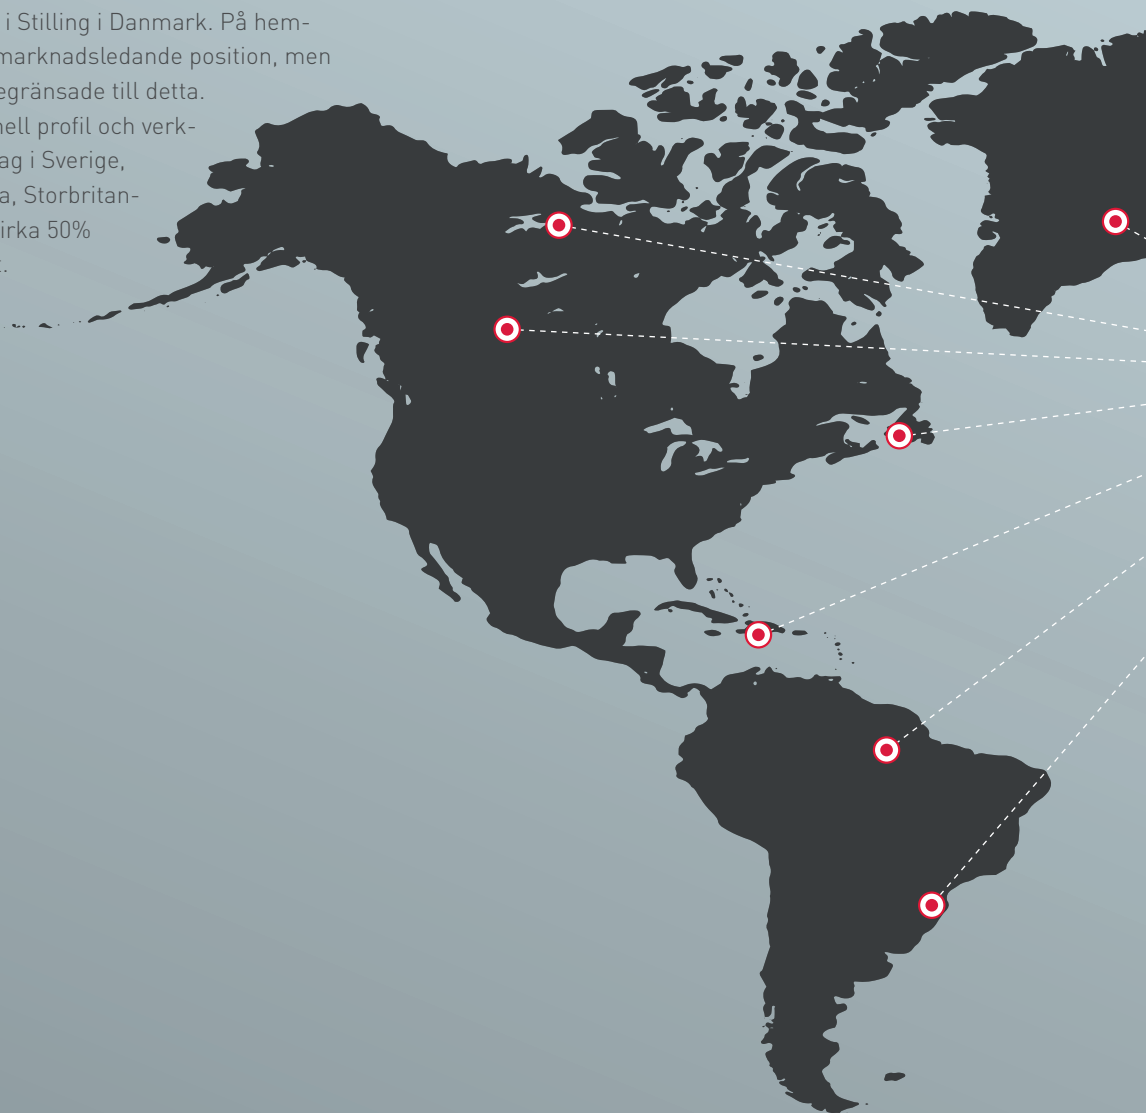 i Stilling i Danmark. På hem-
marknadsledande position, men
egränsade till detta.
nell profil och verk-
ag i Sverige,
a, Storbritan-
irka 50%
.